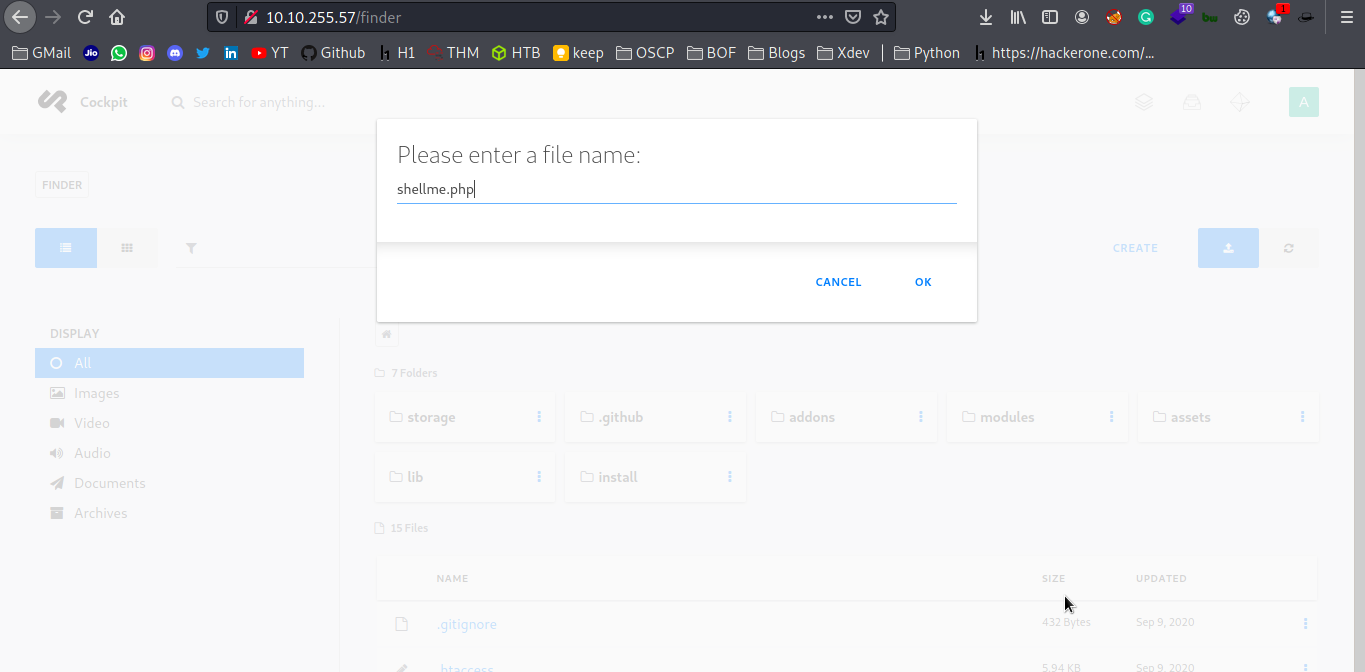 10.10.255.57/finder
10
1
GMail Jio YT Github H1 THM HTB keep OSCP BOF Blogs Xdev Python https://hackerone.com/...
Cockpit Search for anything... A
Please enter a file name:
shellme.php
CANCEL OK
FINDER
CREATE
DISPLAY
All
Images
Video
Audio
Documents
Archives
7 Folders
storage .github addons modules assets
lib install
15 Files
NAME SIZE UPDATED
.gitignore 432 Bytes Sep 9, 2020
.htaccess 5.94 KB Sep 9, 2020